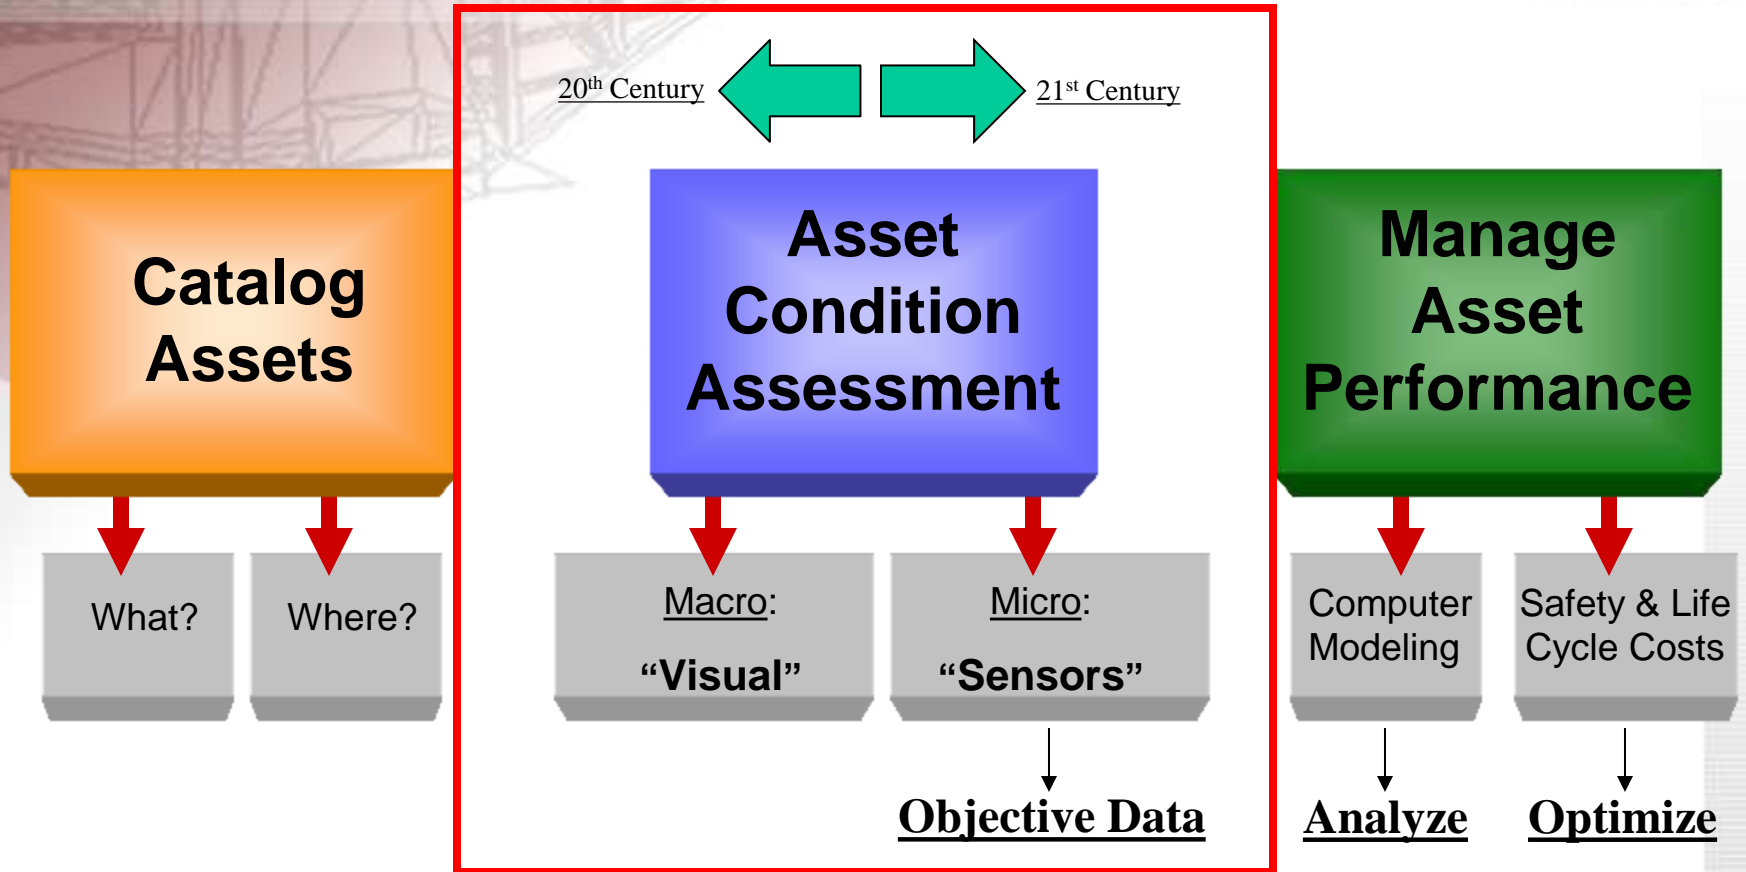 20th Century
21st Century
Catalog
Assets
Asset
Condition
Assessment
Manage
Asset
Performance
What?
Where?
Macro:
“Visual”
Micro:
“Sensors”
Computer
Modeling
Safety & Life
Cycle Costs
Objective Data
Analyze
Optimize